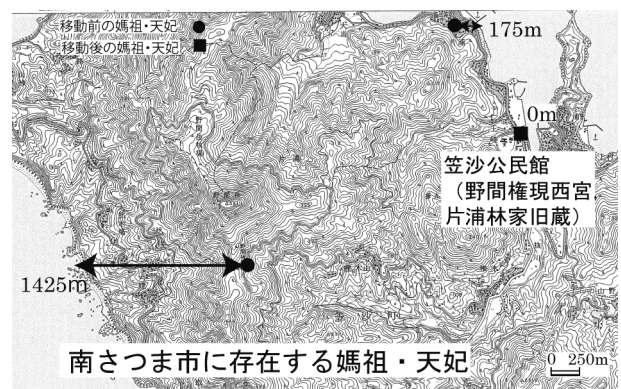 移動前の媽祖・天妃
移動後の媽祖・天妃
175m
0m
笠沙公民館
（野間権現西宮,
片浦林家旧蔵）
1425m
南さつま市に存在する媽祖・天妃
0 250m